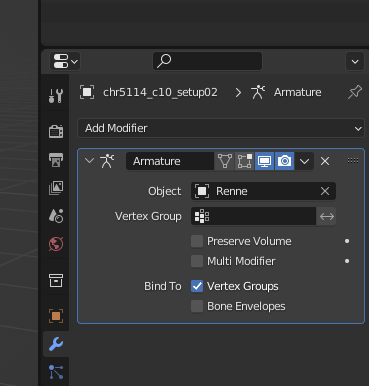 chr5114_c10_setup02 > Armature
Add Modifier
Armature
Object Renne
Vertex Group
Preserve Volume
Multi Modifier
Bind To Vertex Groups
Bone Envelopes